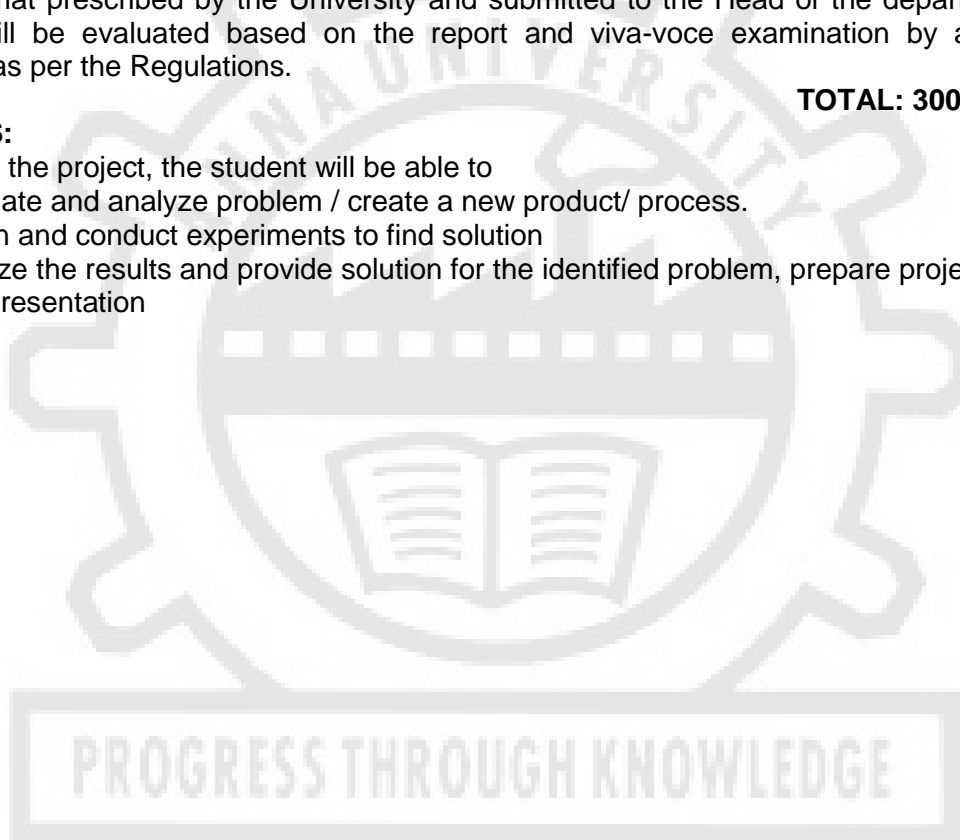 hat prescribed by the University and submitted to the Head of the depar
ill be evaluated based on the report and viva-voce examination by a
as per the Regulations.
TOTAL: 300
S:
the project, the student will be able to
ate and analyze problem / create a new product/ process.
n and conduct experiments to find solution
ze the results and provide solution for the identified problem, prepare proje
resentation
ANNA UNIVERSITY
PROGRESS THROUGH KNOWLEDGE